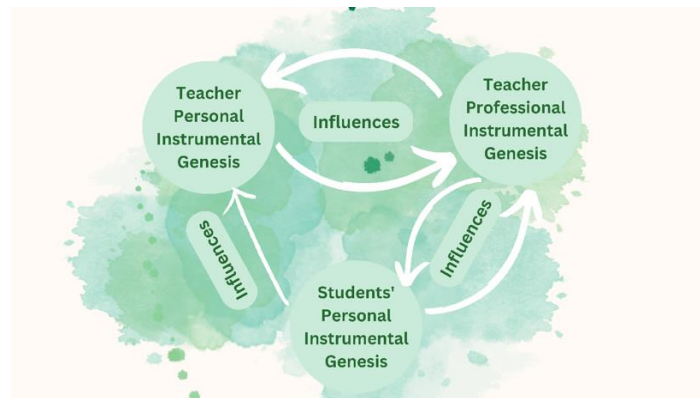 Teacher
Personal
Instrumental
Genesis
Influences
Teacher
Professional
Instrumental
Genesis
Influences
Influences
Students'
Personal
Instrumental
Genesis